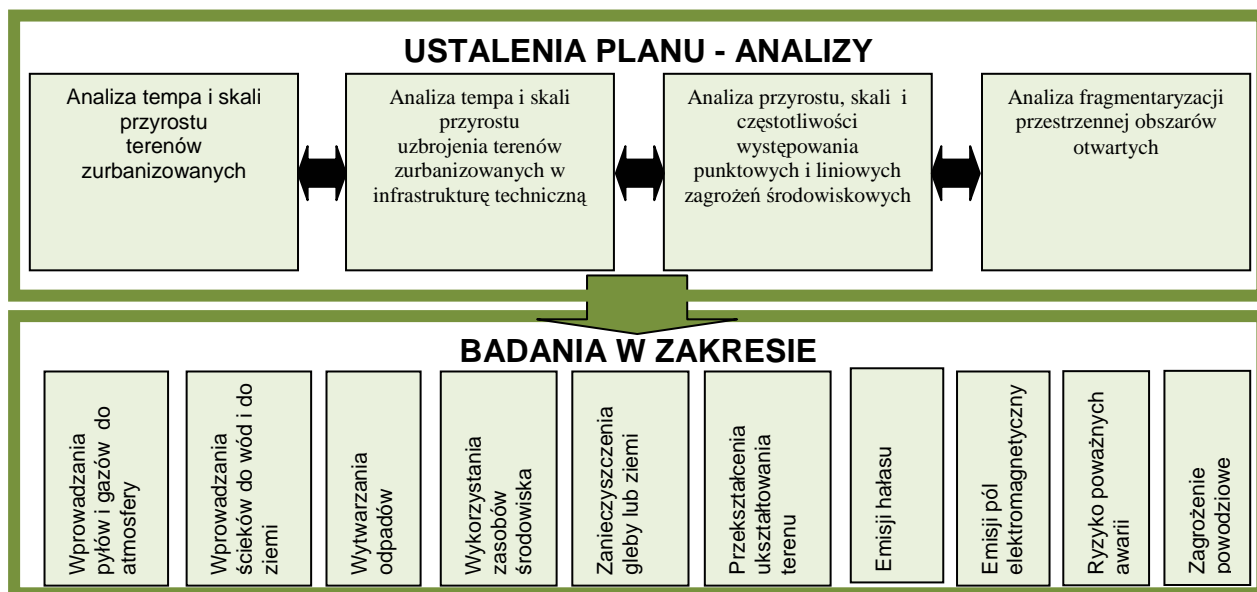 USTALENIA PLANU - ANALIZY
Analiza tempa i skali
przyrostu
terenów
zurbanizowanych
Analiza tempa i skali
przyrostu
uzbrojenia terenów
zurbanizowanych w
infrastrukturę techniczną
Analiza przyrostu, skali i
częstotliwości
występowania
punktowych i liniowych
zagrożeń środowiskowych
Analiza fragmentaryzacji
przestrzennej obszarów
otwartych
BADANIA W ZAKRESIE
Wprowadzania
pyłów i gazów do
atmosfery
Wprowadzania
ścieków do wód i do
ziemi
Wytwarzania
odpadów
Wykorzystania
zasobów
środowiska
Zanieczyszczenia
gleby lub ziemi
Przekształcenia
ukształtowania
terenu
Emisji hałasu
Emisji pól
elektromagnetyczny
Ryzyko poważnych
awarii
Zagrożenie
powodziowe